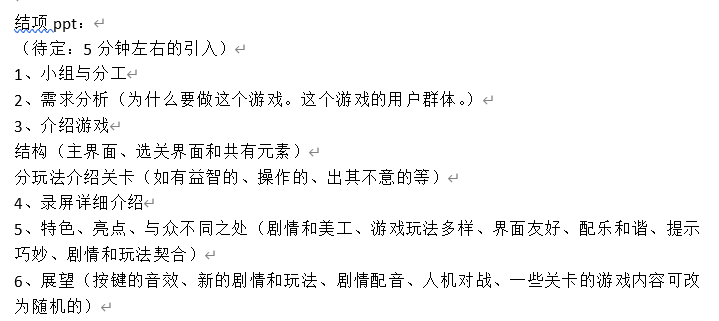 结项 ppt：
（待定：5 分钟左右的引入）
1、小组与分工
2、需求分析（为什么要做这个游戏。这个游戏的用户群体。）
3、介绍游戏
结构（主界面、选关界面和共有元素）
分玩法介绍关卡（如有益智的、操作的、出其不意的等）
4、录屏详细介绍
5、特色、亮点、与众不同之处（剧情和美工、游戏玩法多样、界面友好、配乐和谐、提示
巧妙、剧情和玩法契合）
6、展望（按键的音效、新的剧情和玩法、剧情配音、人机对战、一些关卡的游戏内容可改
为随机的）